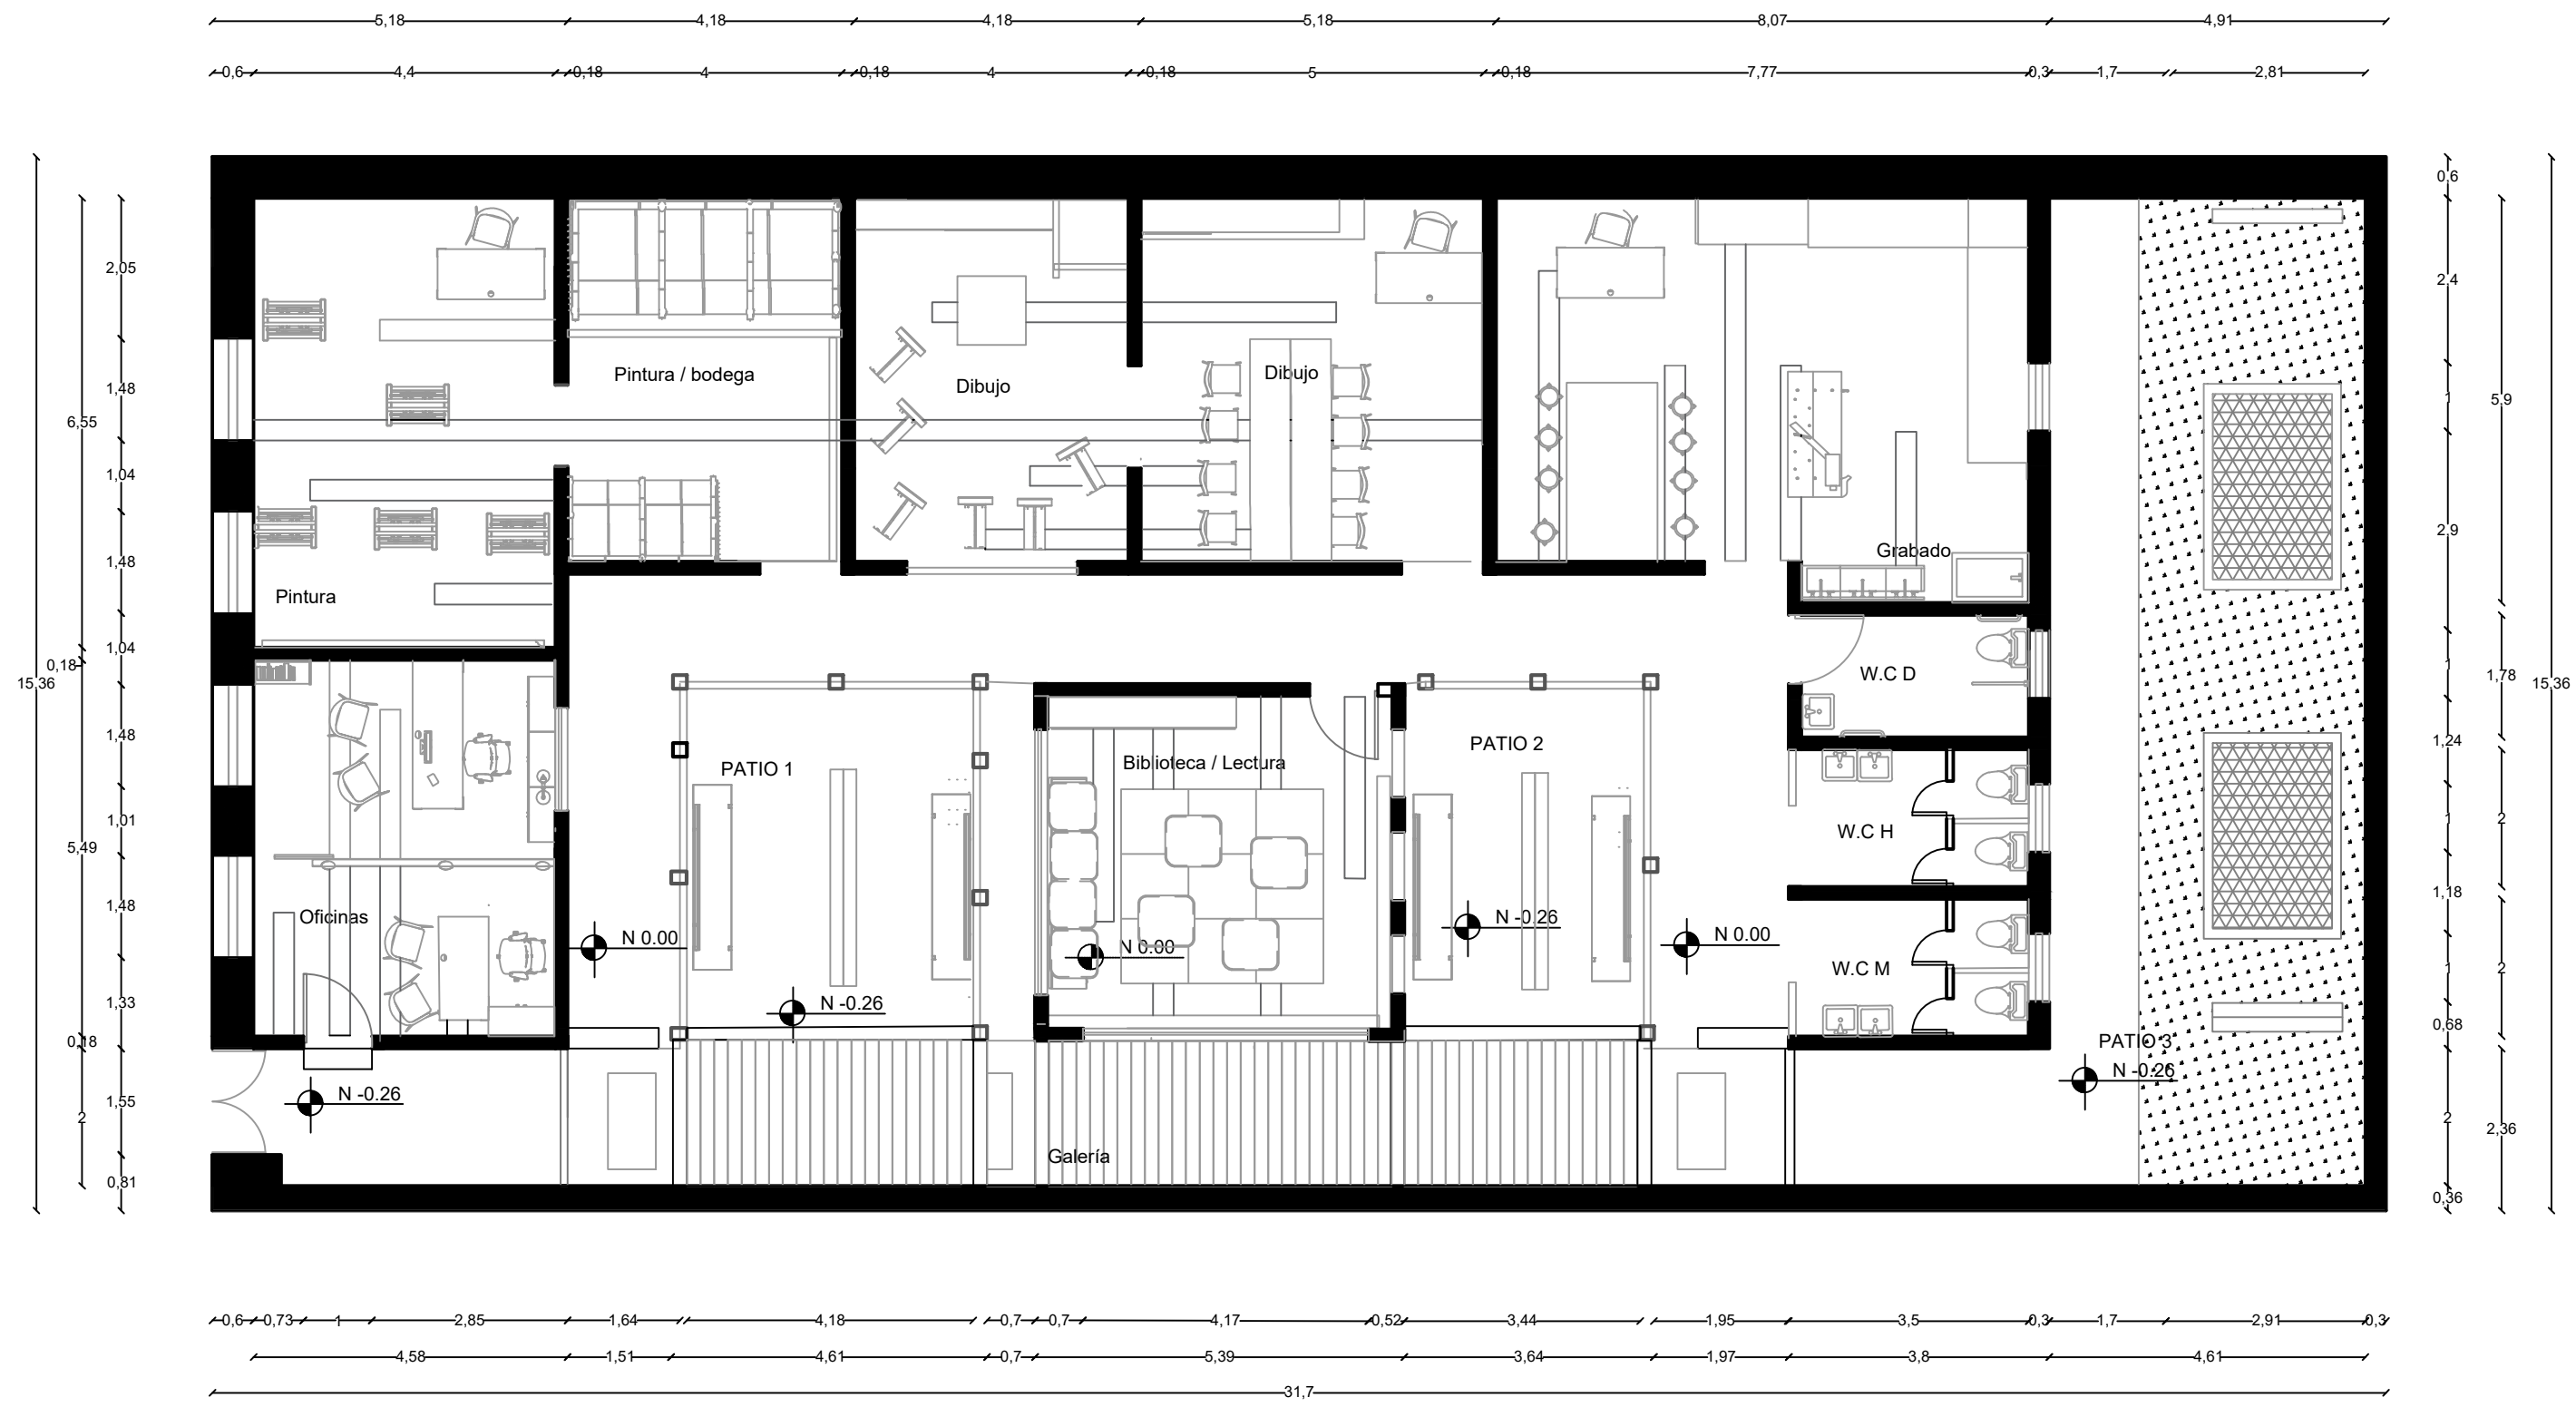 5,18 4,18 4,18 5,18 8,07 4,91
0,6 4,4 0,18 4 0,18 4 0,18 5 0,18 7,77 0,3 1,7 2,81
0,6
2,05
2,4
Pintura / bodega
Dibujo
Dibujo
1,48
1
5,9
6,55
1,04
2,9
Grabado
1,48
Pintura
1,04
0,18
15,36
W.C D
1
1,78
15,36
1,48
PATIO 1
Biblioteca / Lectura
PATIO 2
1,24
1,01
W.C H
1
2
5,49
1,48
Oficinas
1,18
N 0.00
N 0.00
N -0.26
N 0.00
W.C M
1
2
1,33
N -0.26
0,68
0,18
PATIO 3
N -0.26
1,55
N -0.26
2
2
2,36
Galería
0,81
0,36
0,6 0,73 1 2,85 1,64 4,18 0,7 0,7 4,17 0,52 3,44 1,95 3,5 0,3 1,7 2,91 0,3
4,58 1,51 4,61 0,7 5,39 3,64 1,97 3,8 4,61
31,7